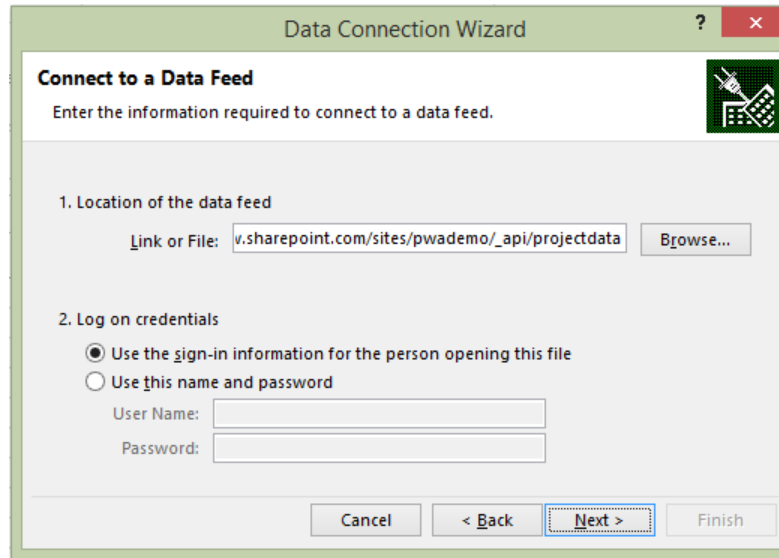 Data Connection Wizard
?
Connect to a Data Feed
Enter the information required to connect to a data feed.
1. Location of the data feed
Link or File: .sharepoint.com/sites/pwademo/_api/projectdata Browse...
2. Log on credentials
Use the sign-in information for the person opening this file
Use this name and password
User Name:
Password:
Cancel < Back Next > Finish